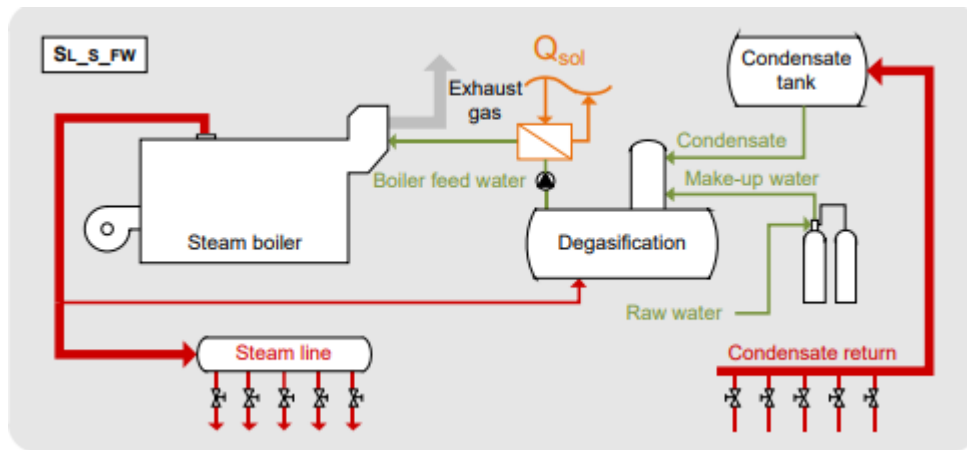 SL_S_FW
Qsol
Exhaust
gas
Condensate
tank
Condensate
Boiler feed water
Make-up water
Steam boiler
Degasification
Raw water
Steam line
Condensate return